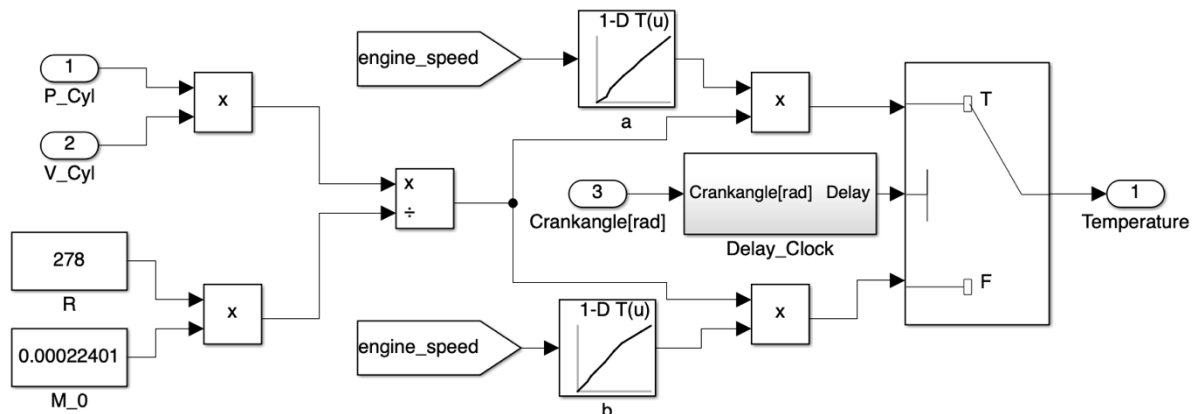 1
P_Cyl
2
V_Cyl
x
278
R
0.00022401
M_0
x
x
÷
engine_speed
1-D T(u)
a
x
3
Crankangle[rad]
Crankangle[rad] Delay
Delay_Clock
engine_speed
1-D T(u)
b
x
T
F
1
Temperature